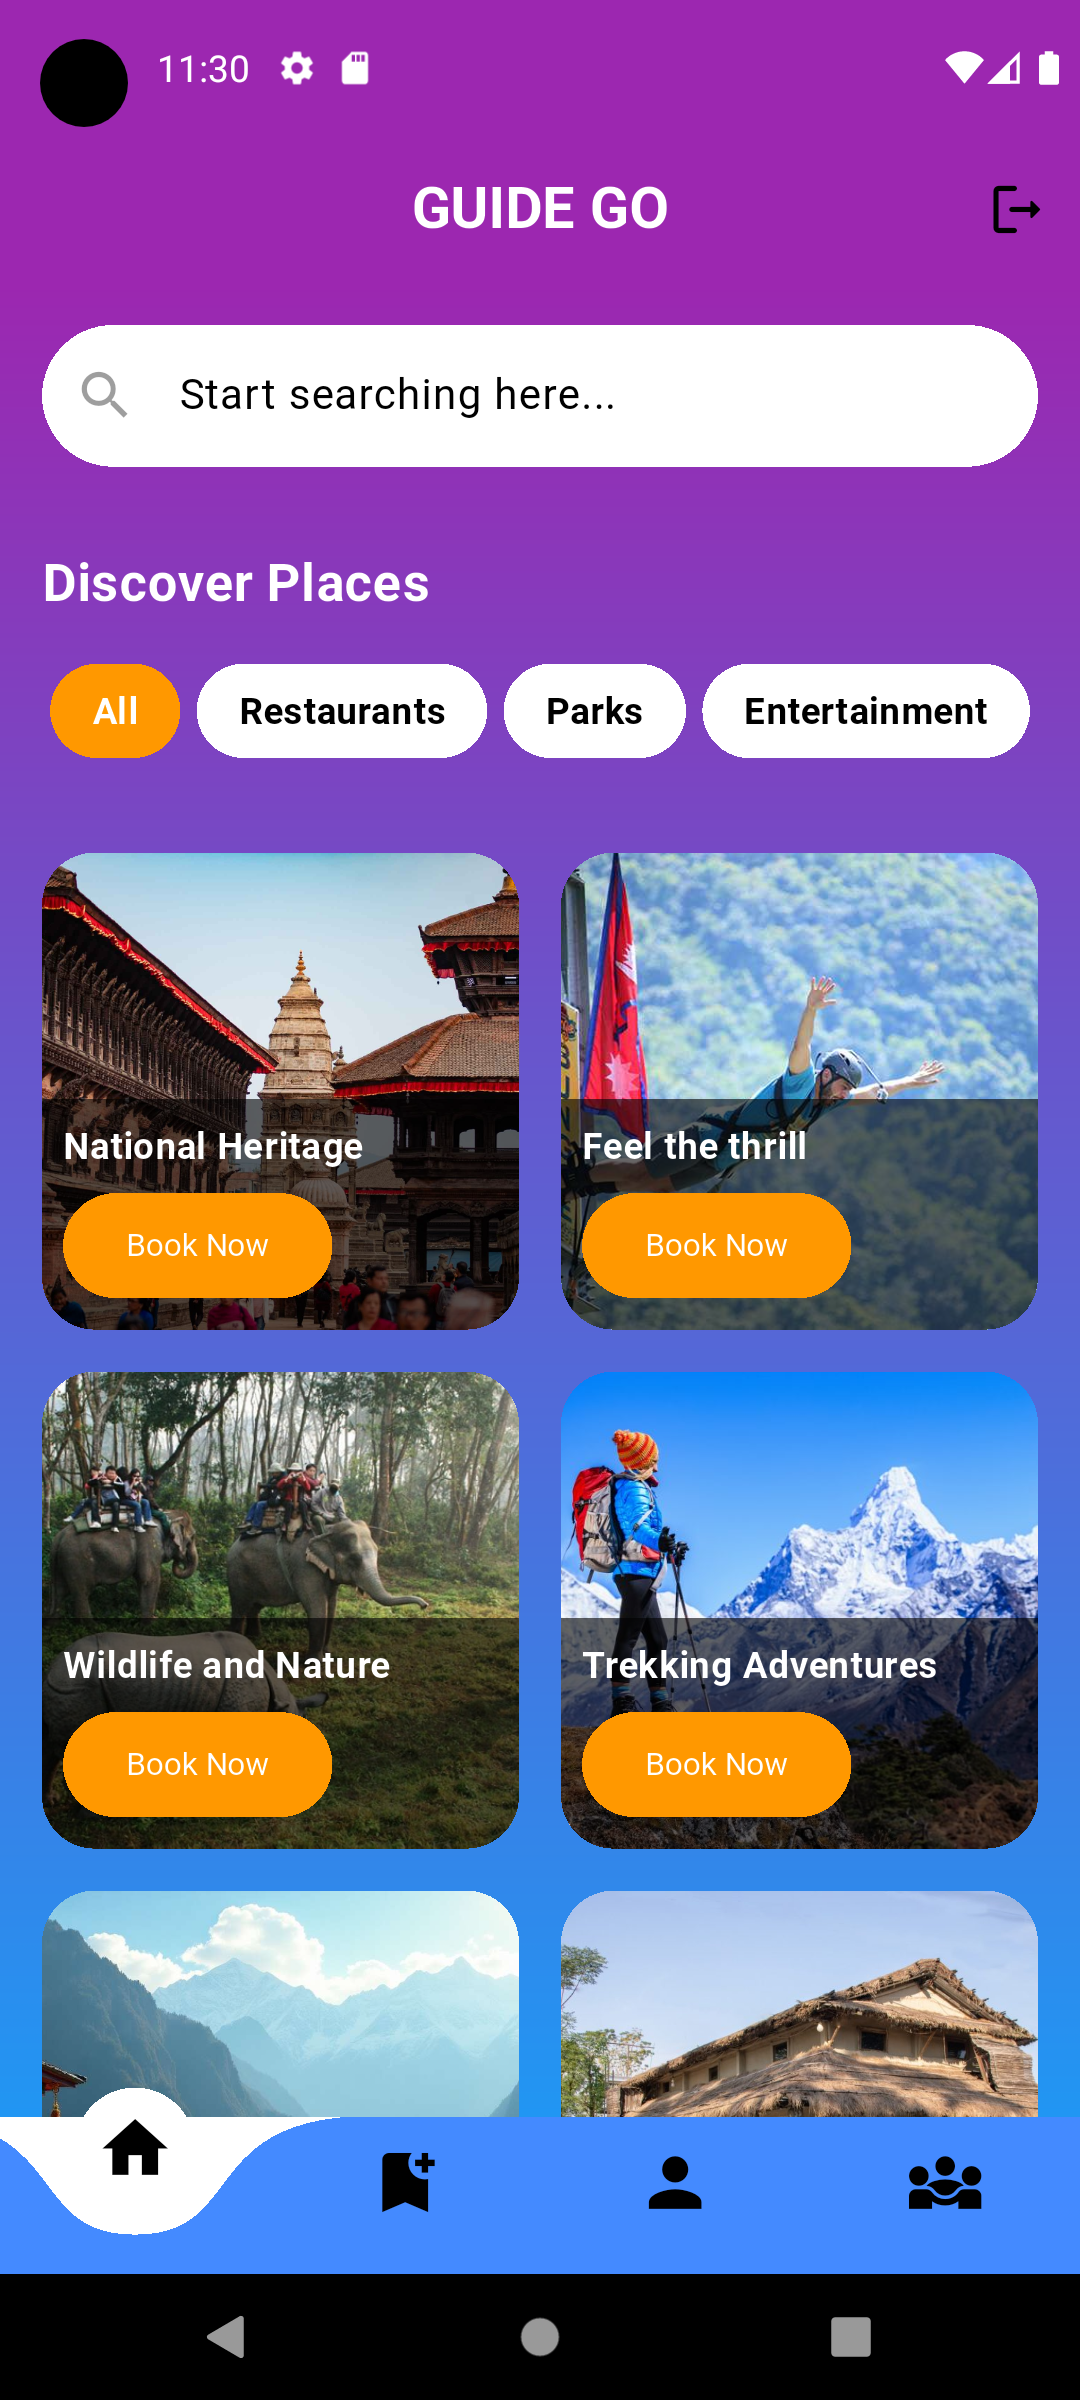 11:30
GUIDE GO
Start searching here...
Discover Places
All
Restaurants
Parks
Entertainment
National Heritage
Book Now
Feel the thrill
Book Now
Wildlife and Nature
Book Now
Trekking Adventures
Book Now